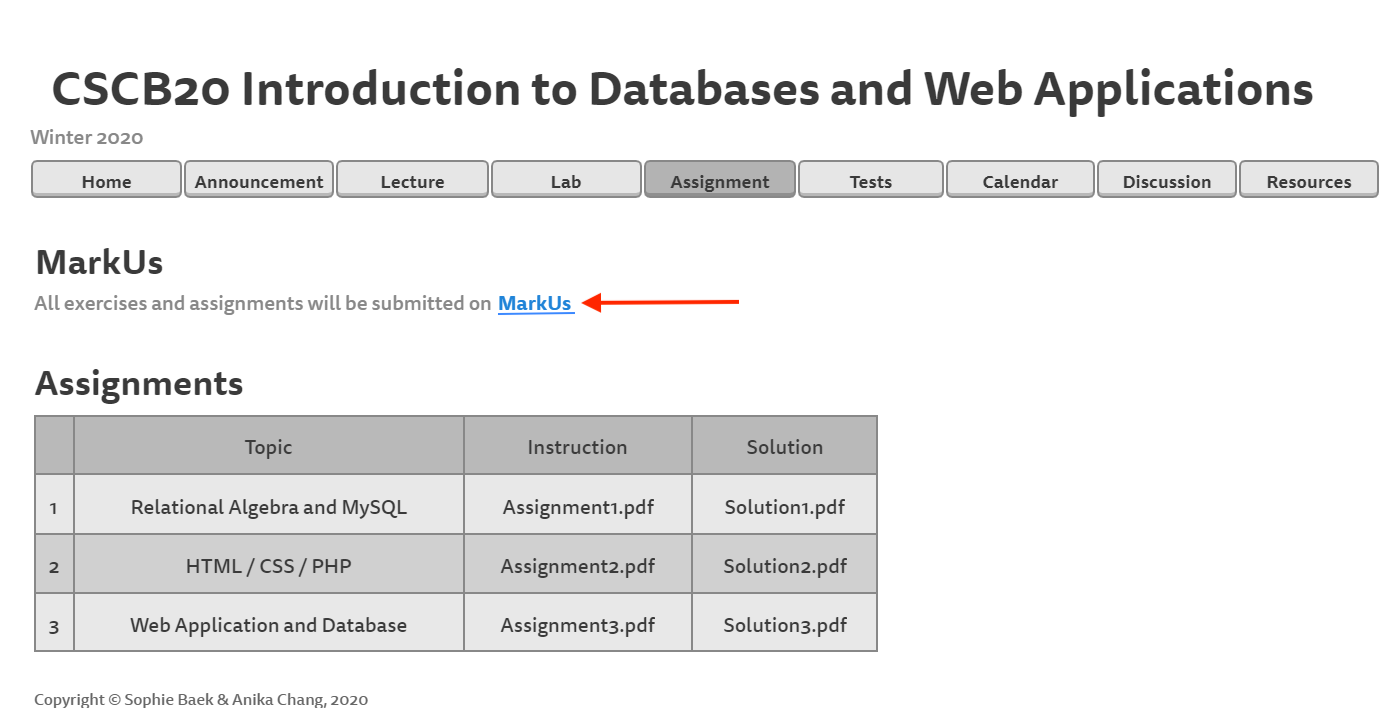 CSCB20 Introduction to Databases and Web Applications
Winter 2020
Home Announcement Lecture Lab Assignment Tests Calendar Discussion Resources
MarkUs
All exercises and assignments will be submitted on MarkUs
Assignments
Topic Instruction Solution
1 Relational Algebra and MySQL Assignment1.pdf Solution1.pdf
2 HTML / CSS / PHP Assignment2.pdf Solution2.pdf
3 Web Application and Database Assignment3.pdf Solution3.pdf
Copyright © Sophie Baek & Anika Chang, 2020